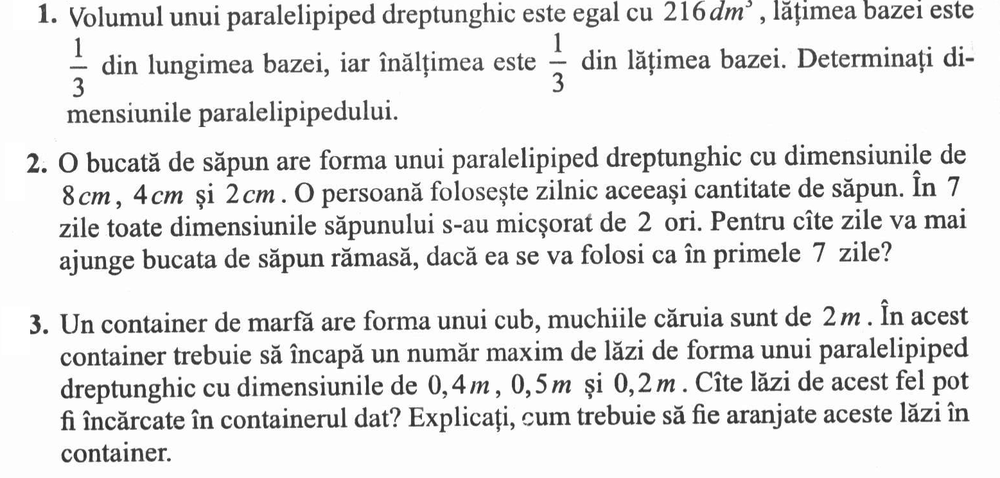 1. Volumul unui paralelipiped dreptunghic este egal cu 216 dm³, lățimea bazei este
1/3 din lungimea bazei, iar înălțimea este 1/3 din lățimea bazei. Determinați di-
mensiunile paralelipipedului.
2. O bucată de săpun are forma unui paralelipiped dreptunghic cu dimensiunile de
8 cm, 4 cm și 2 cm. O persoană folosește zilnic aceeași cantitate de săpun. În 7
zile toate dimensiunile săpunului s-au micșorat de 2 ori. Pentru cîte zile va mai
ajunge bucata de săpun rămasă, dacă ea se va folosi ca în primele 7 zile?
3. Un container de marfă are forma unui cub, muchiile căruia sunt de 2 m. În acest
container trebuie să încapă un număr maxim de lăzi de forma unui paralelipiped
dreptunghic cu dimensiunile de 0,4 m, 0,5 m și 0,2 m. Cîte lăzi de acest fel pot
fi încărcate în containerul dat? Explicați, cum trebuie să fie aranjate aceste lăzi în
container.